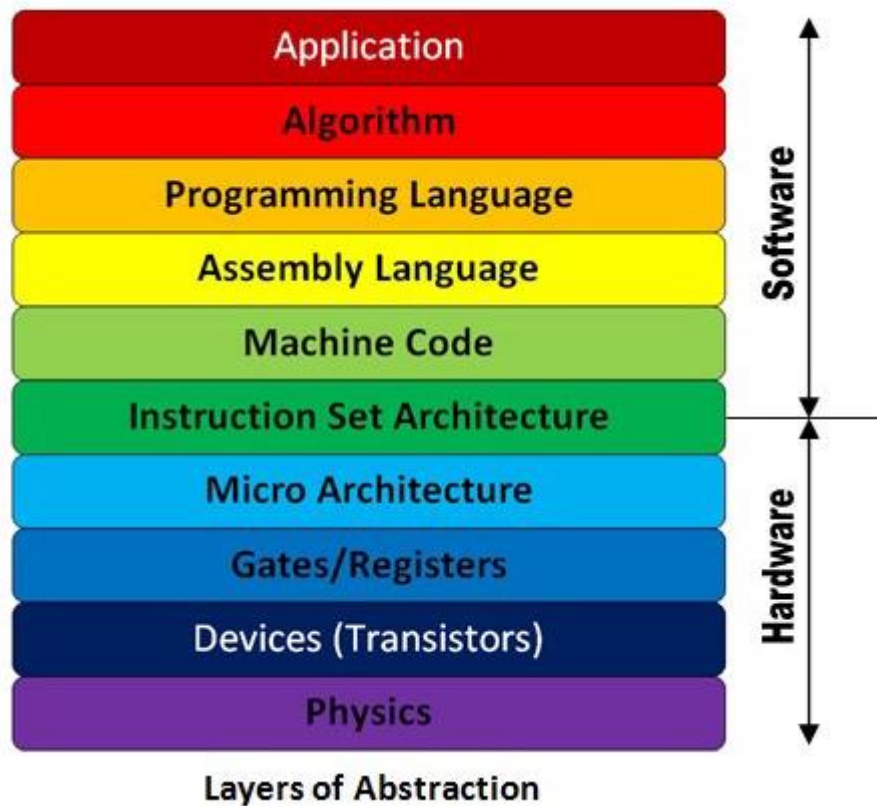 Application
Algorithm
Programming Language
Assembly Language
Machine Code
Instruction Set Architecture
Micro Architecture
Gates/Registers
Devices (Transistors)
Physics
Software
Hardware
Layers of Abstraction